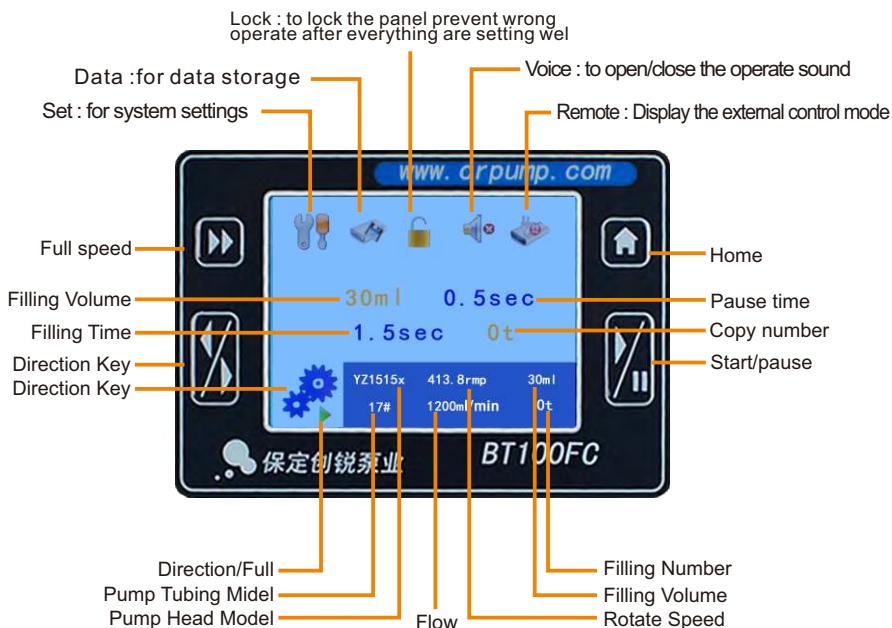 Lock : to lock the panel prevent wrong
operate after everything are setting wel
Data :for data storage
Voice : to open/close the operate sound
Set : for system settings
Remote : Display the external control mode
www.crpump.com
Full speed
Home
Filling Volume
30ml
0.5sec
Pause time
Filling Time
1.5sec
0t
Copy number
Direction Key
Start/pause
Direction Key
YZ1515x
413.8rmp
30ml
17#
1200ml/min
0t
保定创锐泵业
BT100FC
Direction/Full
Filling Number
Pump Tubing Midel
Filling Volume
Pump Head Model
Flow
Rotate Speed